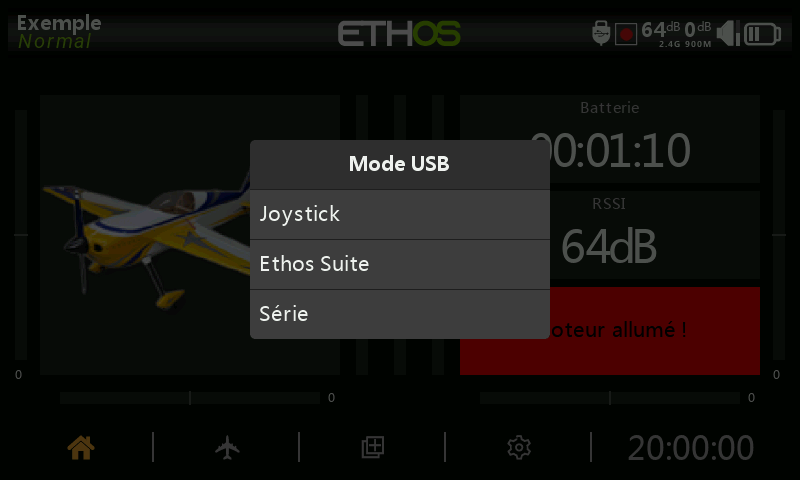 Exemple
Normal
ETHOS
64dB 0dB
2.4G 900M
Batterie
00:01:10
Mode USB
Joystick
Ethos Suite
Série
RSSI
64dB
oteur allumé !
0
0
0
0
20:00:00